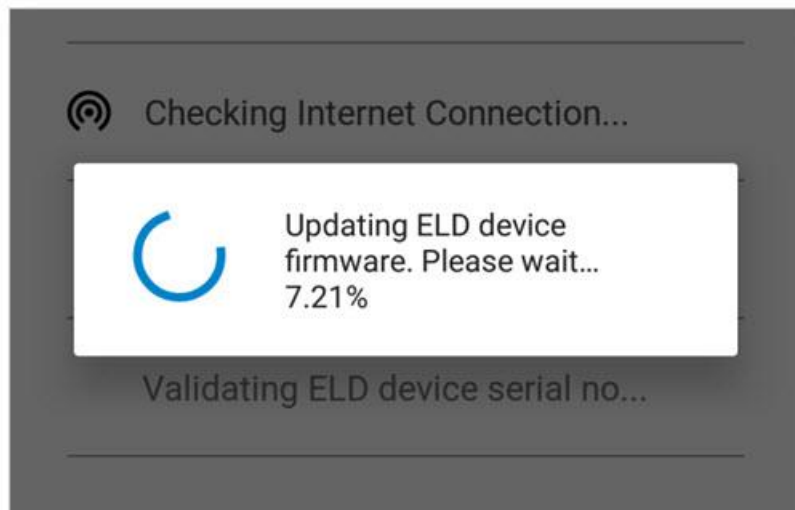 Checking Internet Connection...
Updating ELD device
firmware. Please wait...
7.21%
Validating ELD device serial no...